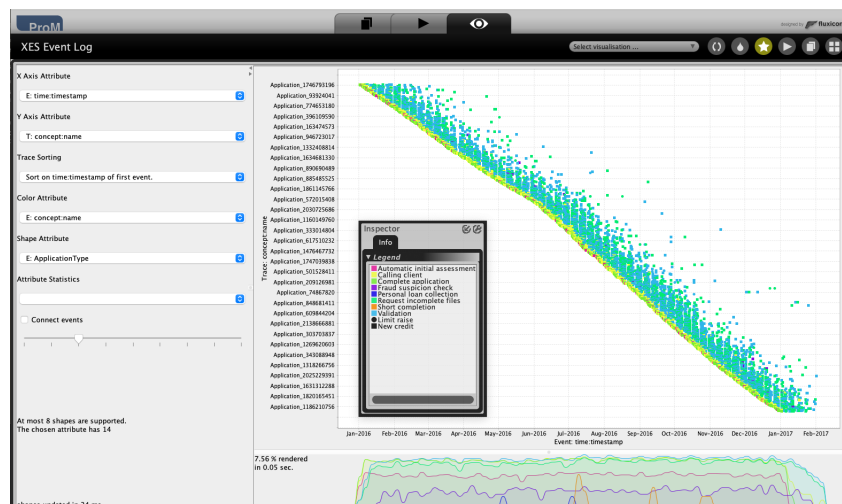 ProM
designed by fluxicon
XES Event Log
Select visualisation ...
X Axis Attribute
E: time:timestamp
Y Axis Attribute
T: concept:name
Trace Sorting
Sort on time:timestamp of first event.
Color Attribute
E: concept:name
Shape Attribute
E: ApplicationType
Attribute Statistics
Connect events
At most 8 shapes are supported.
The chosen attribute has 14
Trace: concept:name
Application_1746793196
Application_93924041
Application_774653180
Application_396109590
Application_163474573
Application_946723017
Application_1332408814
Application_1634681330
Application_890690489
Application_885485525
Application_1861145766
Application_572015408
Application_2030725686
Application_1160149760
Application_333014804
Application_617510232
Application_1476467732
Application_1747039838
Application_501528411
Application_209126981
Application_74867820
Application_848681411
Application_609844204
Application_2138666881
Application_303703837
Application_1269620603
Application_343088948
Application_1318266756
Application_2025229391
Application_1631312288
Application_1820165451
Application_1186210756
Inspector
Info
Legend
Automatic initial assessment
Calling client
Complete application
Fraud suspicion check
Personal loan collection
Request incomplete files
Short completion
Validation
Limit raise
New credit
Jan-2016 Feb-2016 Mar-2016 Apr-2016 May-2016 Jun-2016 Jul-2016 Aug-2016 Sep-2016 Oct-2016 Nov-2016 Dec-2016 Jan-2017 Feb-2017
Event: time:timestamp
7.56 % rendered
in 0.05 sec.